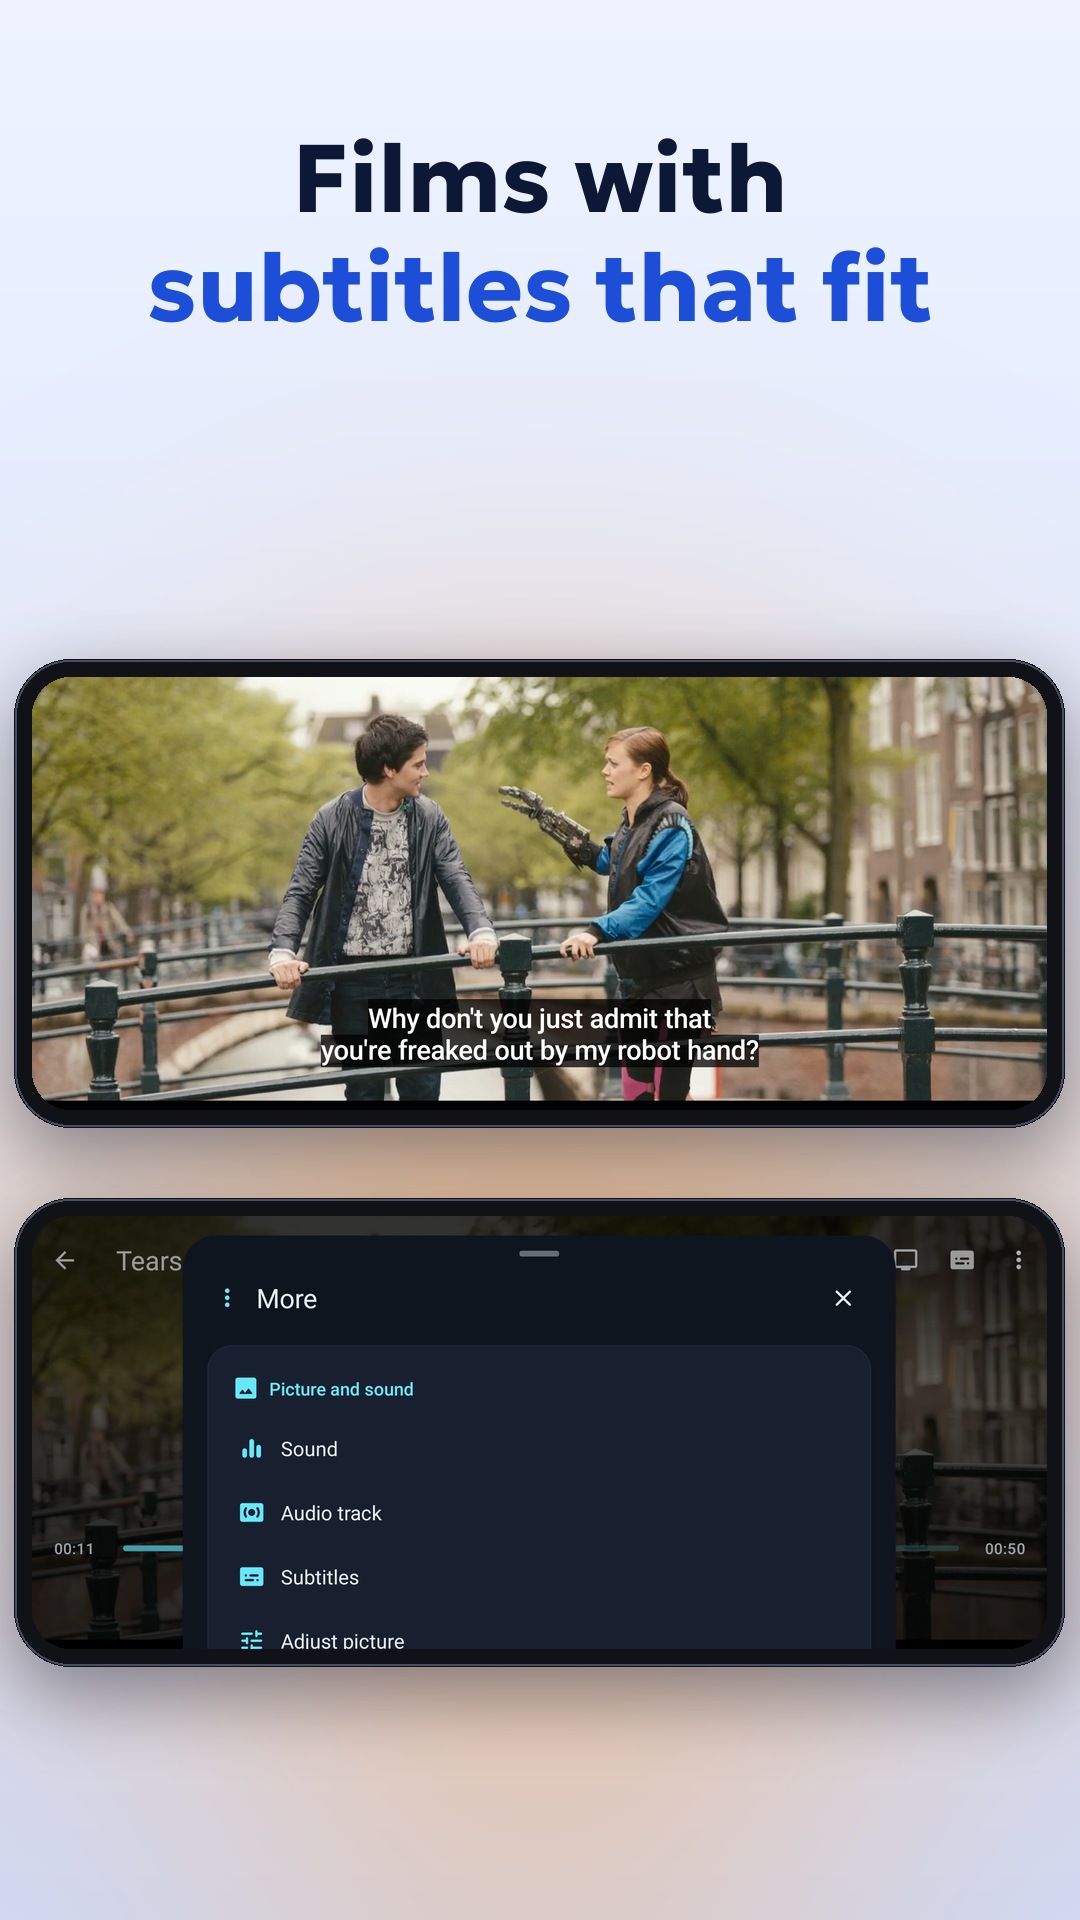 Films with
subtitles that fit
Why don't you just admit that
you're freaked out by my robot hand?
Tears
More
Picture and sound
Sound
Audio track
00:11
00:50
Subtitles
Adjust picture